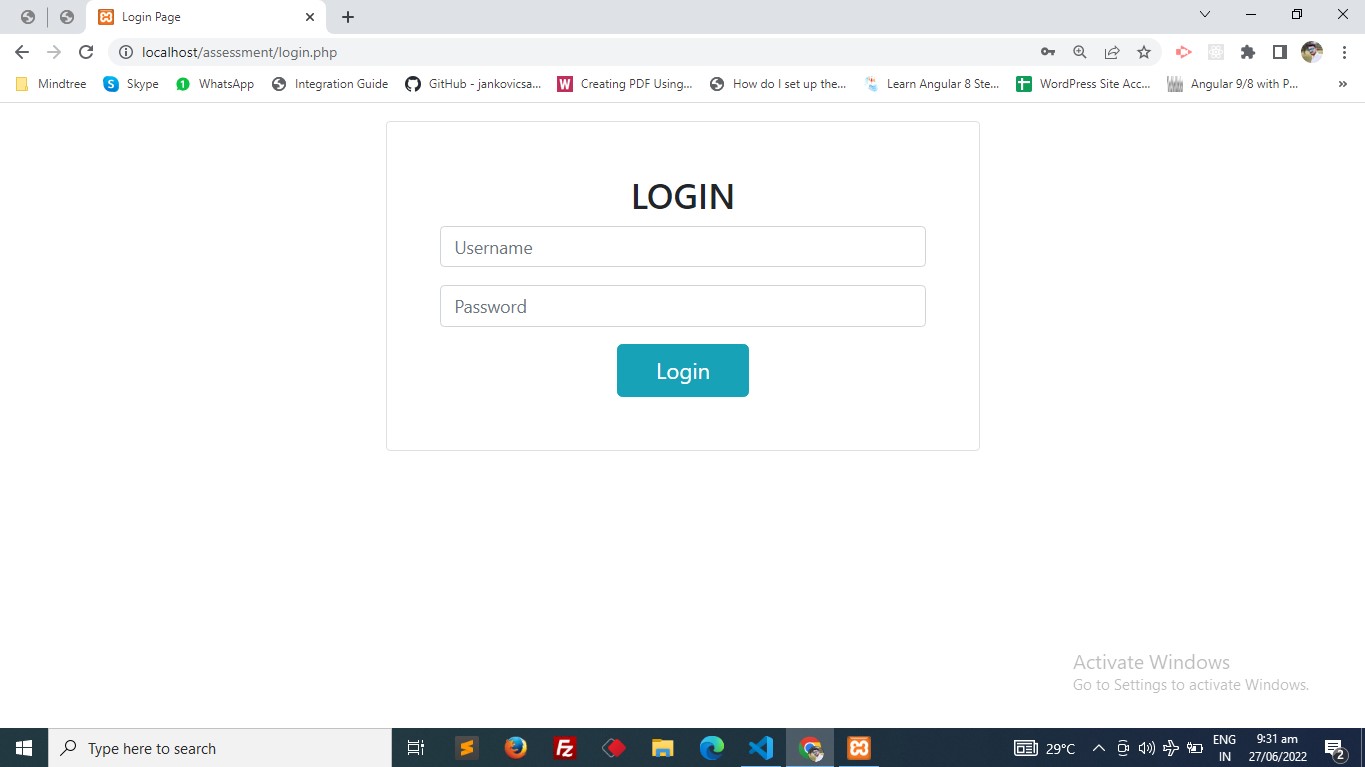 Login Page
localhost/assessment/login.php
Mindtree
Skype
WhatsApp
Integration Guide
GitHub - jankovicsa...
Creating PDF Using...
How do I set up the...
Learn Angular 8 Ste...
WordPress Site Acc...
Angular 9/8 with P...
»
LOGIN
Username
Password
Login
Activate Windows
Go to Settings to activate Windows.
Type here to search
29°C
ENG
IN
9:31 am
27/06/2022
2